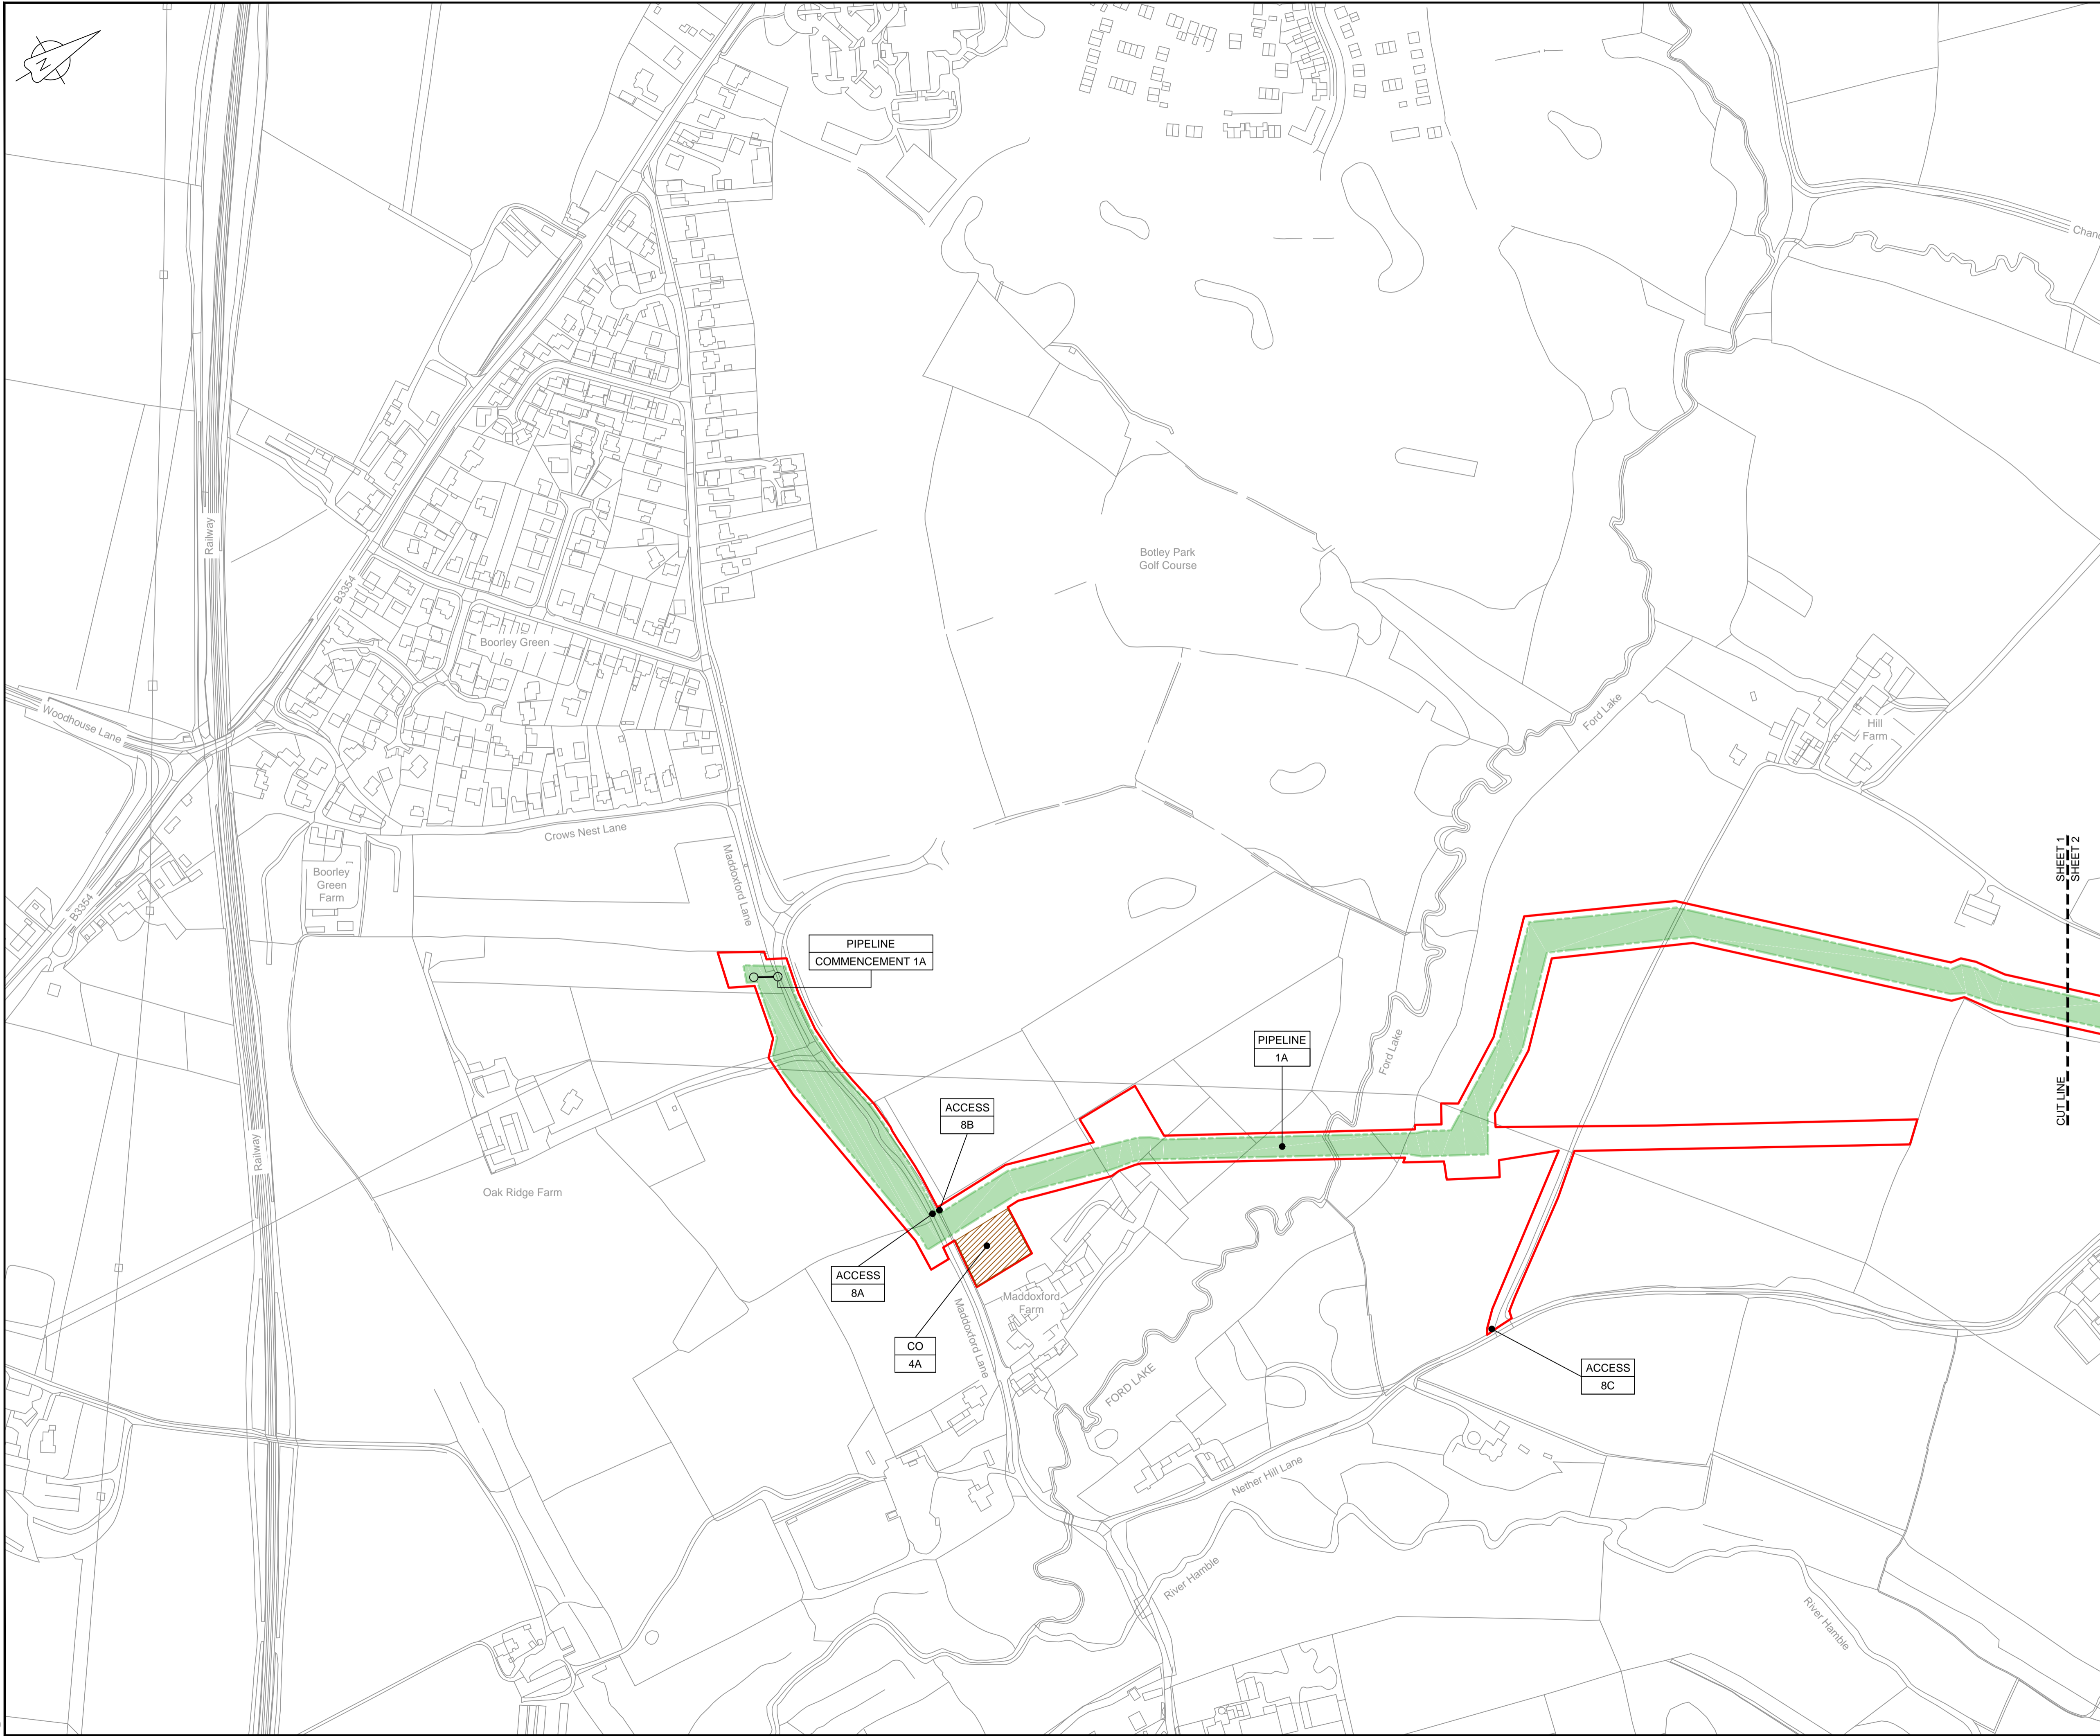 N
Chan
Railway
B3354
Botley Park
Golf Course
Boorley Green
Ford Lake
Woodhouse Lane
Hill
Farm
Crows Nest Lane
Maddoxford Lane
Boorley
Green
Farm
B3354
SHEET 1
SHEET 2
CUT LINE
PIPELINE
COMMENCEMENT 1A
PIPELINE
1A
Ford Lake
ACCESS
8B
Railway
Oak Ridge Farm
ACCESS
8A
Maddoxford
Farm
CO
4A
Maddoxford Lane
FORD LAKE
ACCESS
8C
Nether Hill Lane
River Hamble
River Hamble